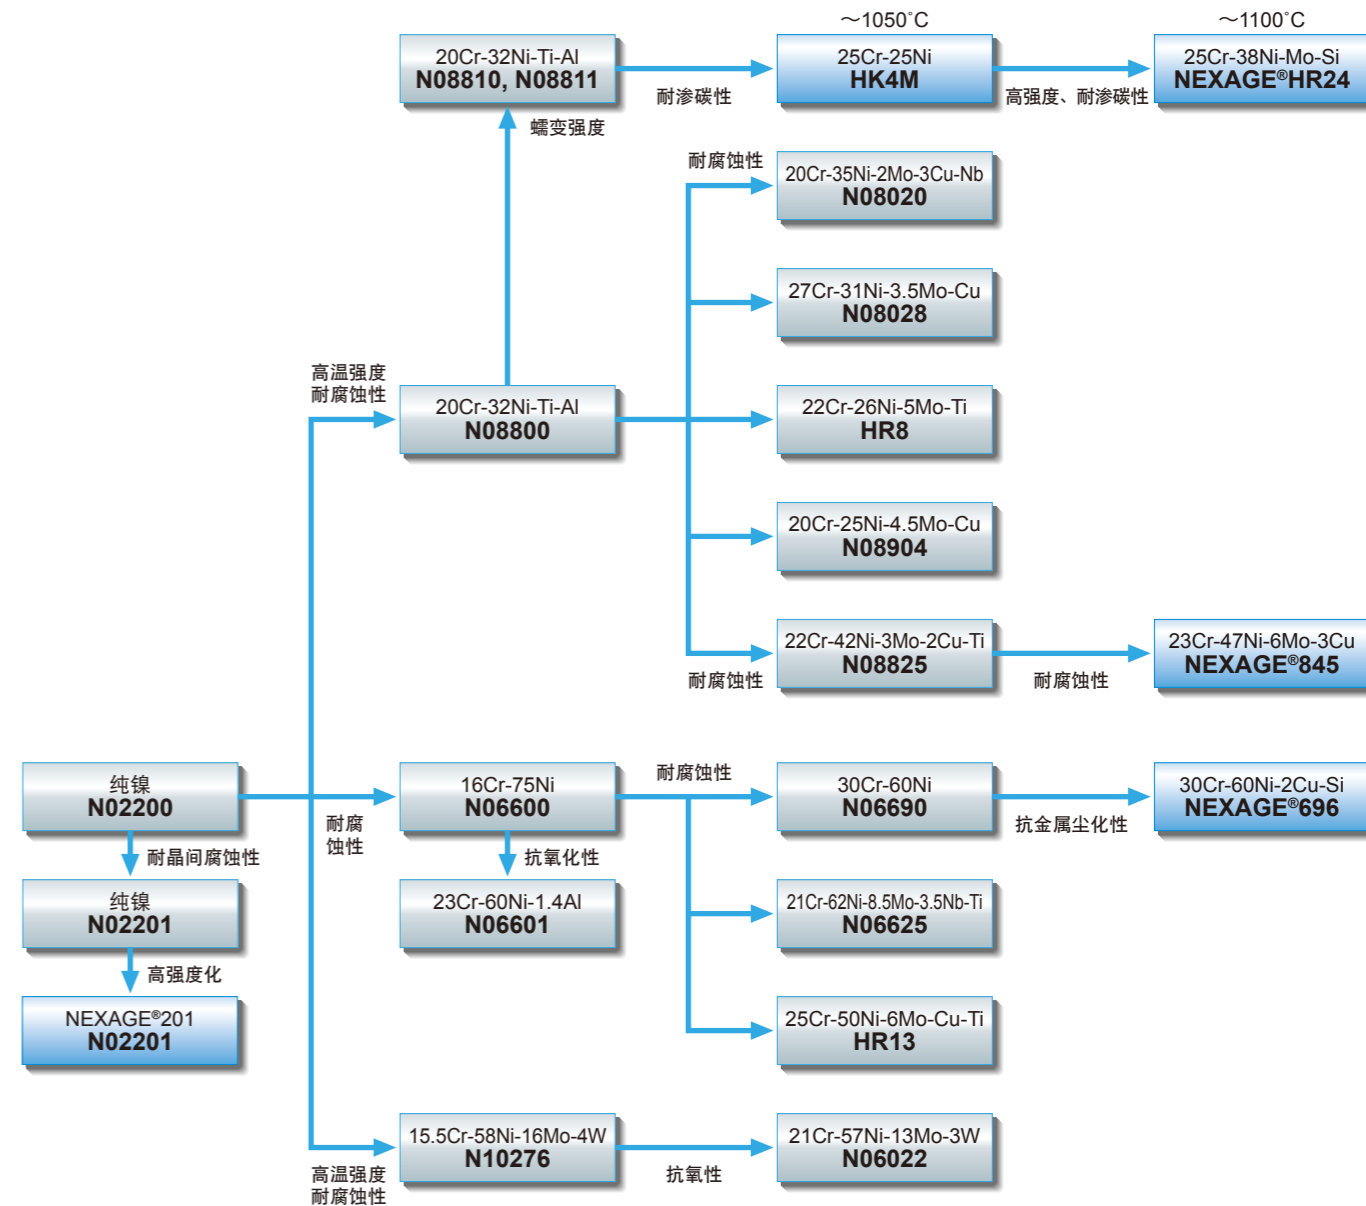 ～1050°C
～1100°C
20Cr-32Ni-Ti-Al
N08810, N08811
耐渗碳性
25Cr-25Ni
HK4M
高强度、耐渗碳性
25Cr-38Ni-Mo-Si
NEXAGE®HR24
蠕变强度
耐腐蚀性
20Cr-35Ni-2Mo-3Cu-Nb
N08020
27Cr-31Ni-3.5Mo-Cu
N08028
高温强度
耐腐蚀性
20Cr-32Ni-Ti-Al
N08800
22Cr-26Ni-5Mo-Ti
HR8
20Cr-25Ni-4.5Mo-Cu
N08904
耐腐蚀性
22Cr-42Ni-3Mo-2Cu-Ti
N08825
耐腐蚀性
23Cr-47Ni-6Mo-3Cu
NEXAGE®845
纯镍
N02200
耐腐
蚀性
16Cr-75Ni
N06600
耐腐蚀性
30Cr-60Ni
N06690
抗金属尘化性
30Cr-60Ni-2Cu-Si
NEXAGE®696
耐晶间腐蚀性
抗氧化性
纯镍
N02201
23Cr-60Ni-1.4Al
N06601
21Cr-62Ni-8.5Mo-3.5Nb-Ti
N06625
高强度化
NEXAGE®201
N02201
25Cr-50Ni-6Mo-Cu-Ti
HR13
高温强度
耐腐蚀性
15.5Cr-58Ni-16Mo-4W
N10276
抗氧性
21Cr-57Ni-13Mo-3W
N06022